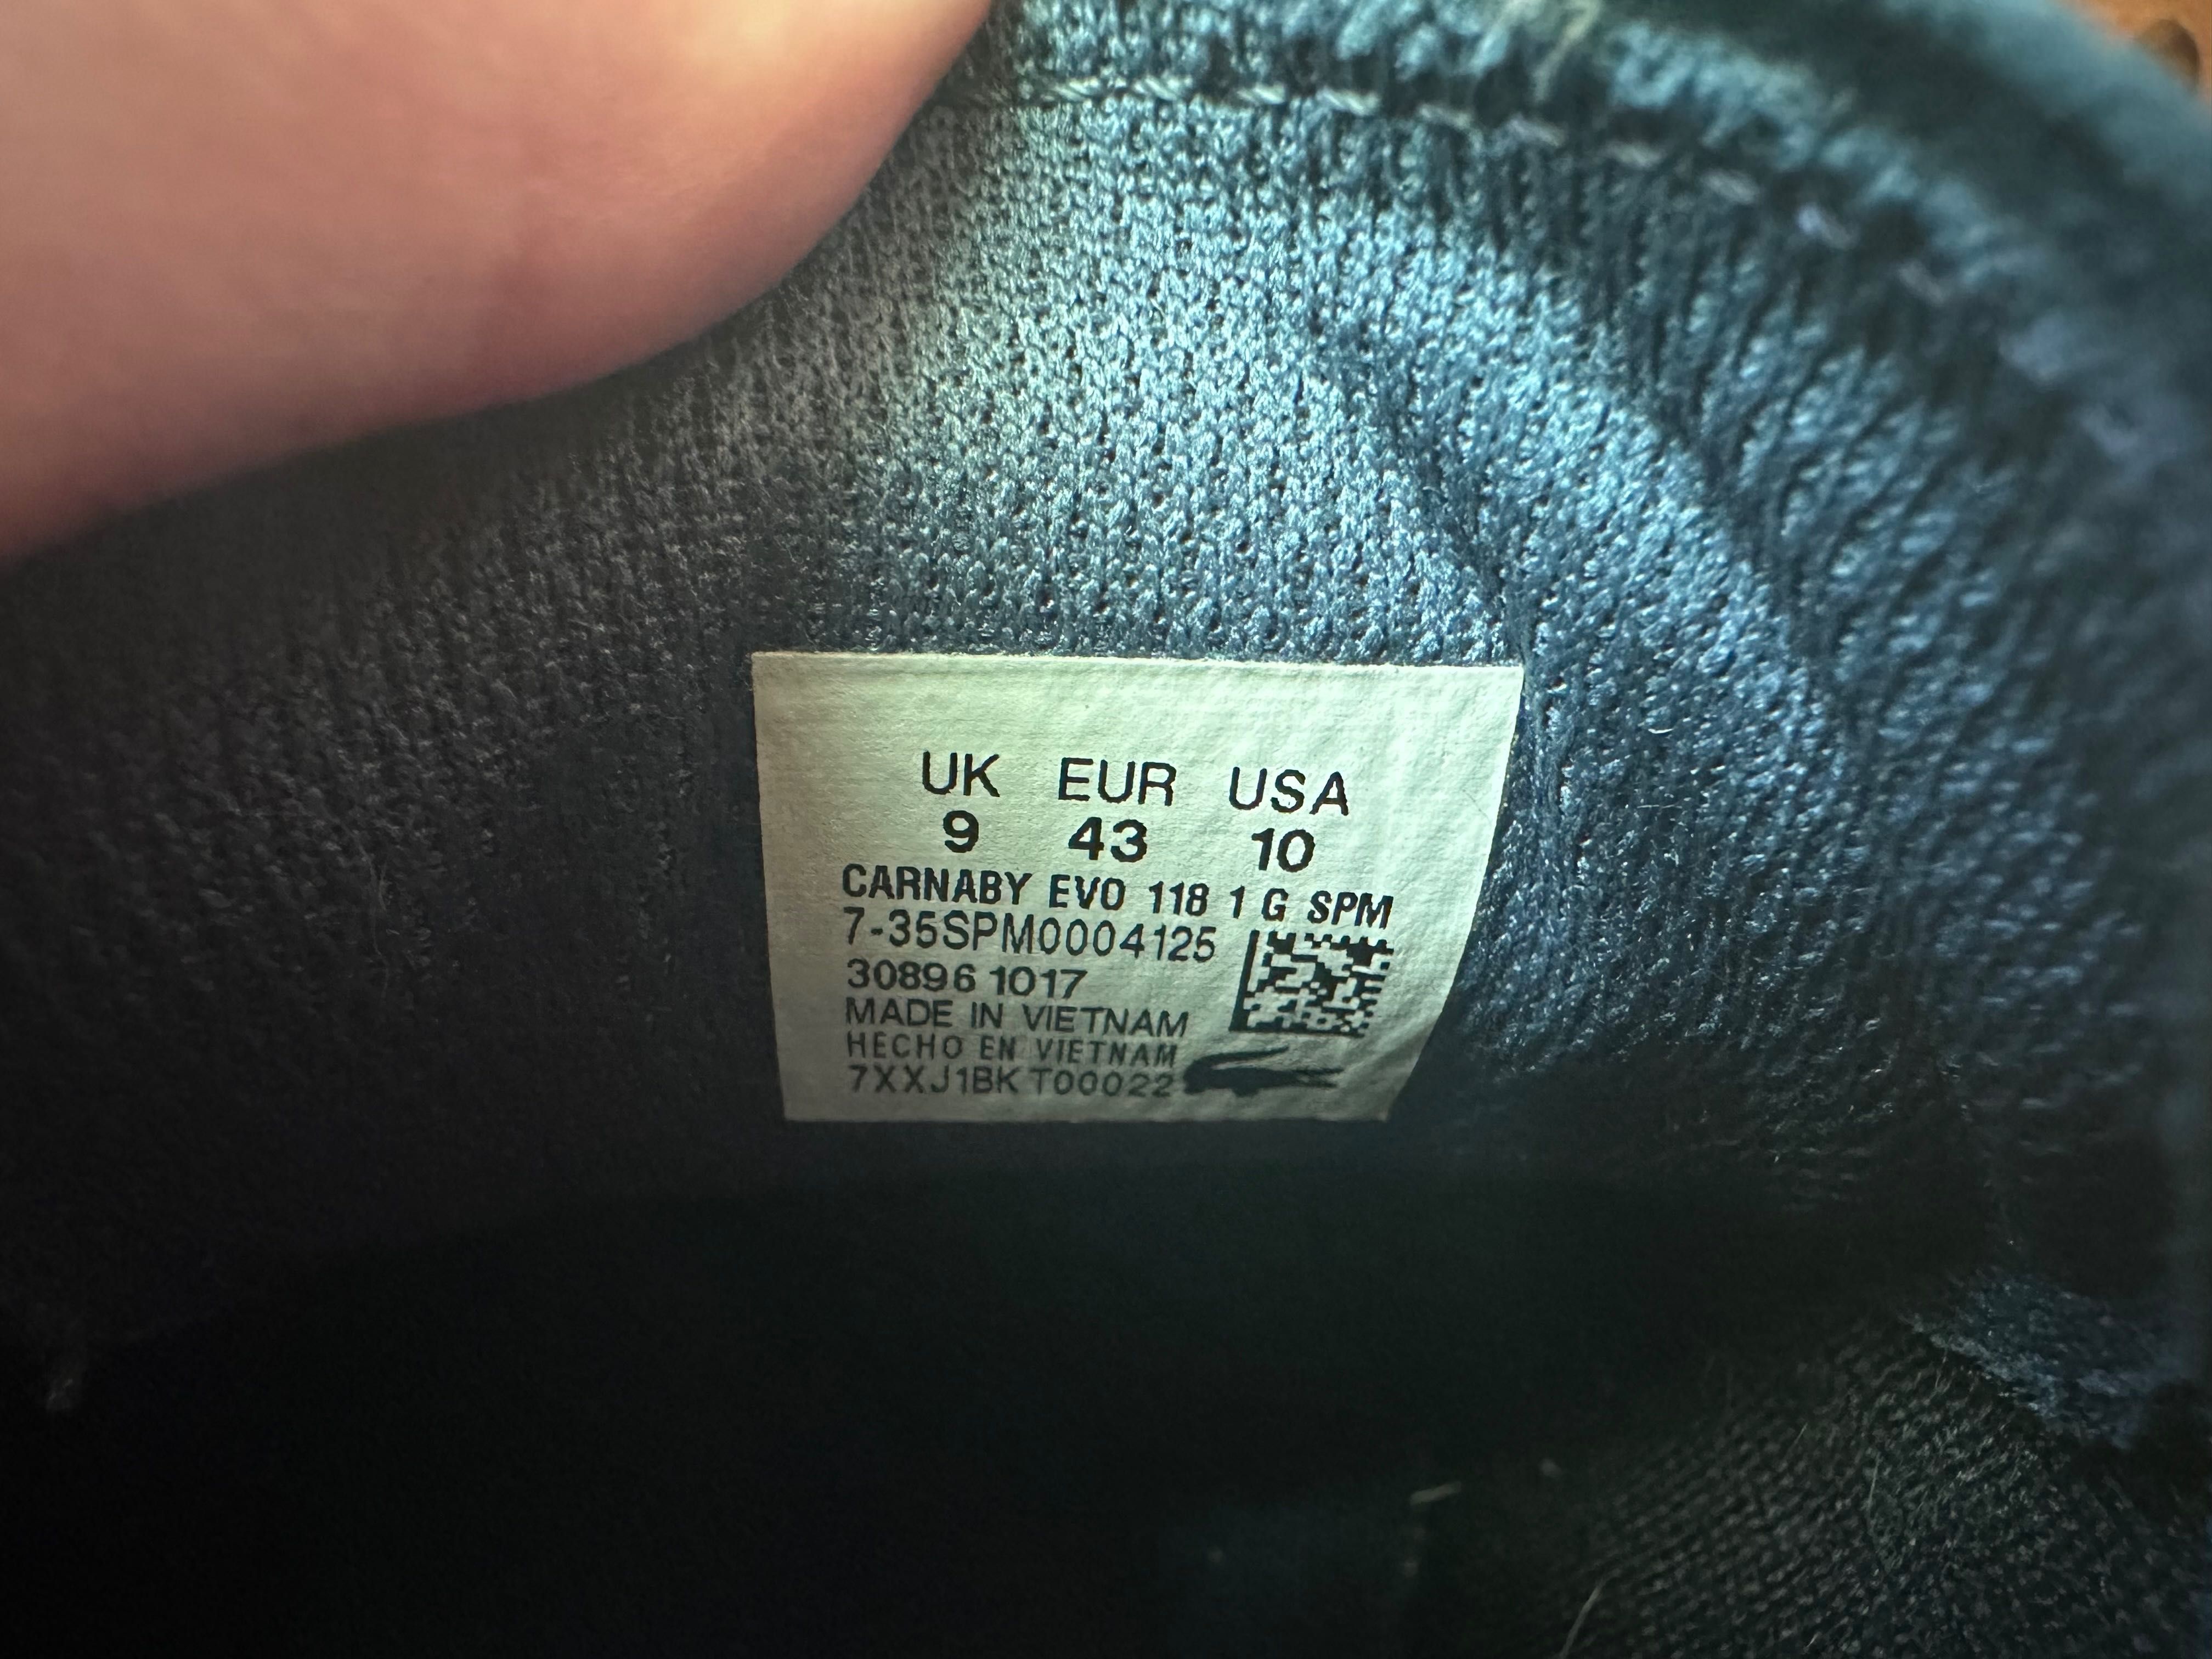 UK EUR USA
9 43 10
CARNABY EVO 118 1 G SPM
7-35SPM0004125
30896 1017
MADE IN VIETNAM
HECHO EN VIETNAM
7XXJ1BKT00022